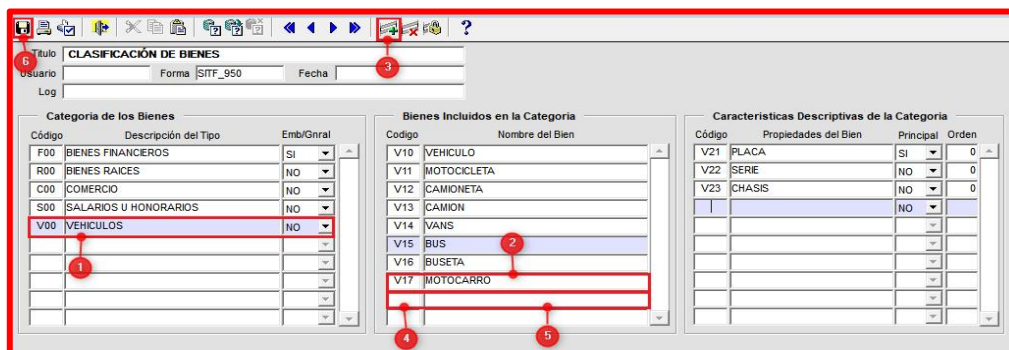 ?
6
3
Titulo CLASIFICACIÓN DE BIENES
Usuario Forma SITF_950 Fecha
Log
Categoria de los Bienes
Código Descripción del Tipo Emb/Gnral
F00 BIENES FINANCIEROS SI
R00 BIENES RAICES NO
C00 COMERCIO NO
S00 SALARIOS U HONORARIOS NO
V00 VEHICULOS NO
1
Bienes Incluidos en la Categoria
Codigo Nombre del Bien
V10 VEHICULO
V11 MOTOCICLETA
V12 CAMIONETA
V13 CAMION
V14 VANS
V15 BUS
2
V16 BUSETA
V17 MOTOCARRO
4 5
Caracteristicas Descriptivas de la Categoria
Código Propiedades del Bien Principal Orden
V21 PLACA SI 0
V22 SERIE NO 0
V23 CHASIS NO 0
NO